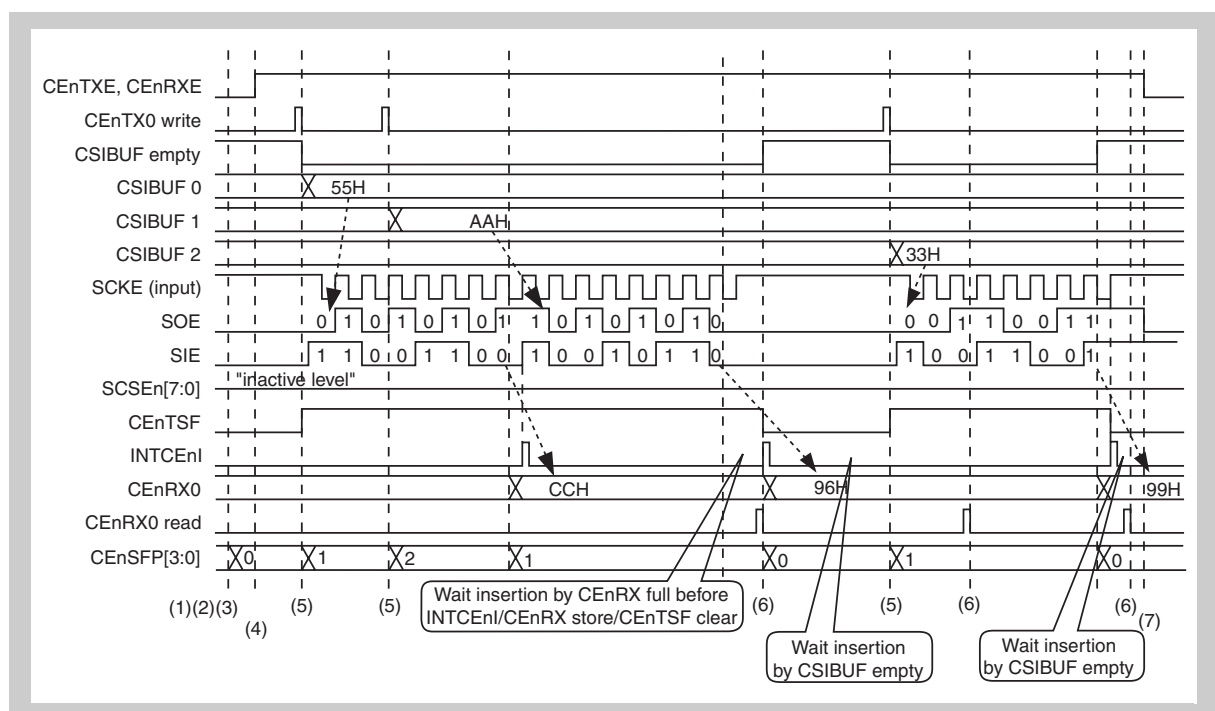 CEnTXE, CEnRXE
CEnTX0 write
CSIBUF empty
CSIBUF 0
55H
CSIBUF 1
AAH
CSIBUF 2
33H
SCKE (input)
SOE
0 1 0 1 0 1 0 1 1 0 1 0 1 0 1 0 0 0 1 1 0 0 1 1
SIE
1 1 0 0 1 1 0 0 1 0 0 1 0 1 1 0 1 0 0 1 1 0 0 1
"inactive level"
SCSEn[7:0]
CEnTSF
INTCEnI
CEnRX0
CCH 96H 99H
CEnRX0 read
CEnSFP[3:0]
0 1 2 1 0 1 0
Wait insertion by CEnRX full before
INTCEnI/CEnRX store/CEnTSF clear
(1)(2)(3) (5) (5) (6) (5) (6) (6)
(4) (7)
Wait insertion
by CSIBUF empty
Wait insertion
by CSIBUF empty